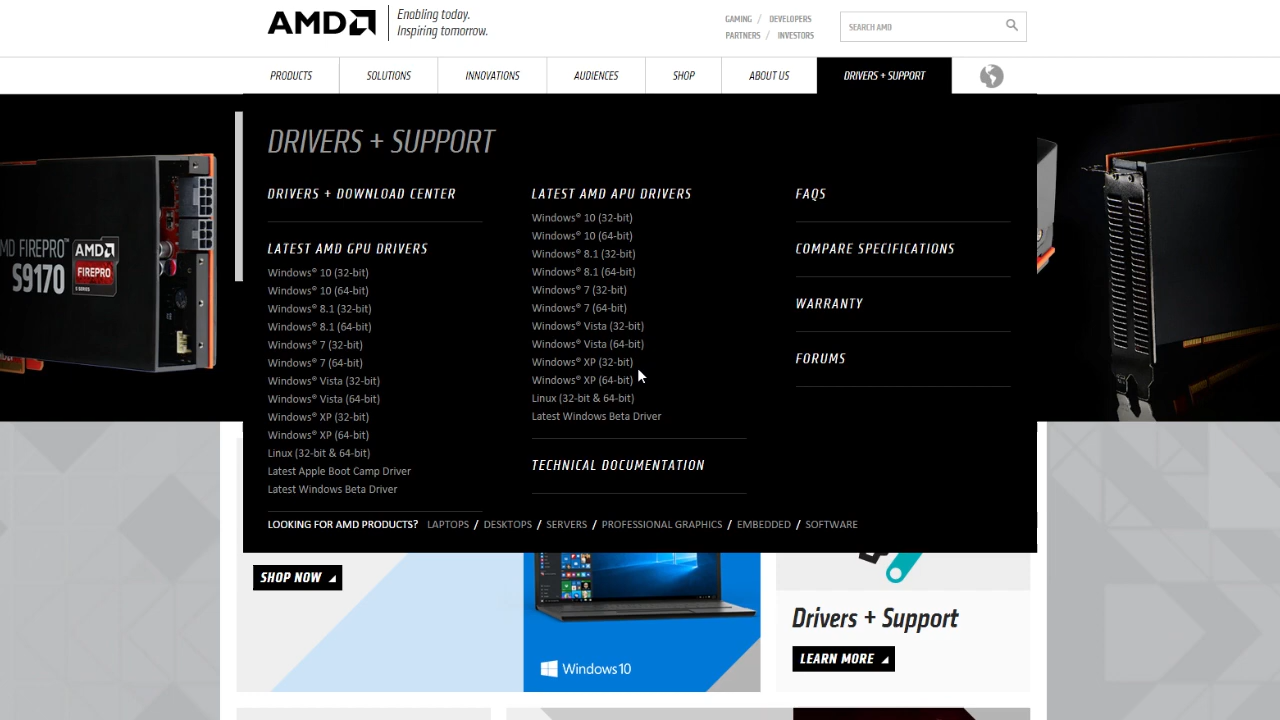 AMD
Enabling today.
Inspiring tomorrow.
GAMING / DEVELOPERS
PARTNERS / INVESTORS
SEARCH AMD
PRODUCTS
SOLUTIONS
INNOVATIONS
AUDIENCES
SHOP
ABOUT US
DRIVERS + SUPPORT
MD FIREPRO™
S9170
AMD
FIREPRO
DRIVERS + SUPPORT
DRIVERS + DOWNLOAD CENTER
LATEST AMD GPU DRIVERS
Windows® 10 (32-bit)
Windows® 10 (64-bit)
Windows® 8.1 (32-bit)
Windows® 8.1 (64-bit)
Windows® 7 (32-bit)
Windows® 7 (64-bit)
Windows® Vista (32-bit)
Windows® Vista (64-bit)
Windows® XP (32-bit)
Windows® XP (64-bit)
Linux (32-bit & 64-bit)
Latest Apple Boot Camp Driver
Latest Windows Beta Driver
LATEST AMD APU DRIVERS
Windows® 10 (32-bit)
Windows® 10 (64-bit)
Windows® 8.1 (32-bit)
Windows® 8.1 (64-bit)
Windows® 7 (32-bit)
Windows® 7 (64-bit)
Windows® Vista (32-bit)
Windows® Vista (64-bit)
Windows® XP (32-bit)
Windows® XP (64-bit)
Linux (32-bit & 64-bit)
Latest Windows Beta Driver
TECHNICAL DOCUMENTATION
FAQS
COMPARE SPECIFICATIONS
WARRANTY
FORUMS
LOOKING FOR AMD PRODUCTS? LAPTOPS / DESKTOPS / SERVERS / PROFESSIONAL GRAPHICS / EMBEDDED / SOFTWARE
SHOP NOW
Windows10
Drivers + Support
LEARN MORE